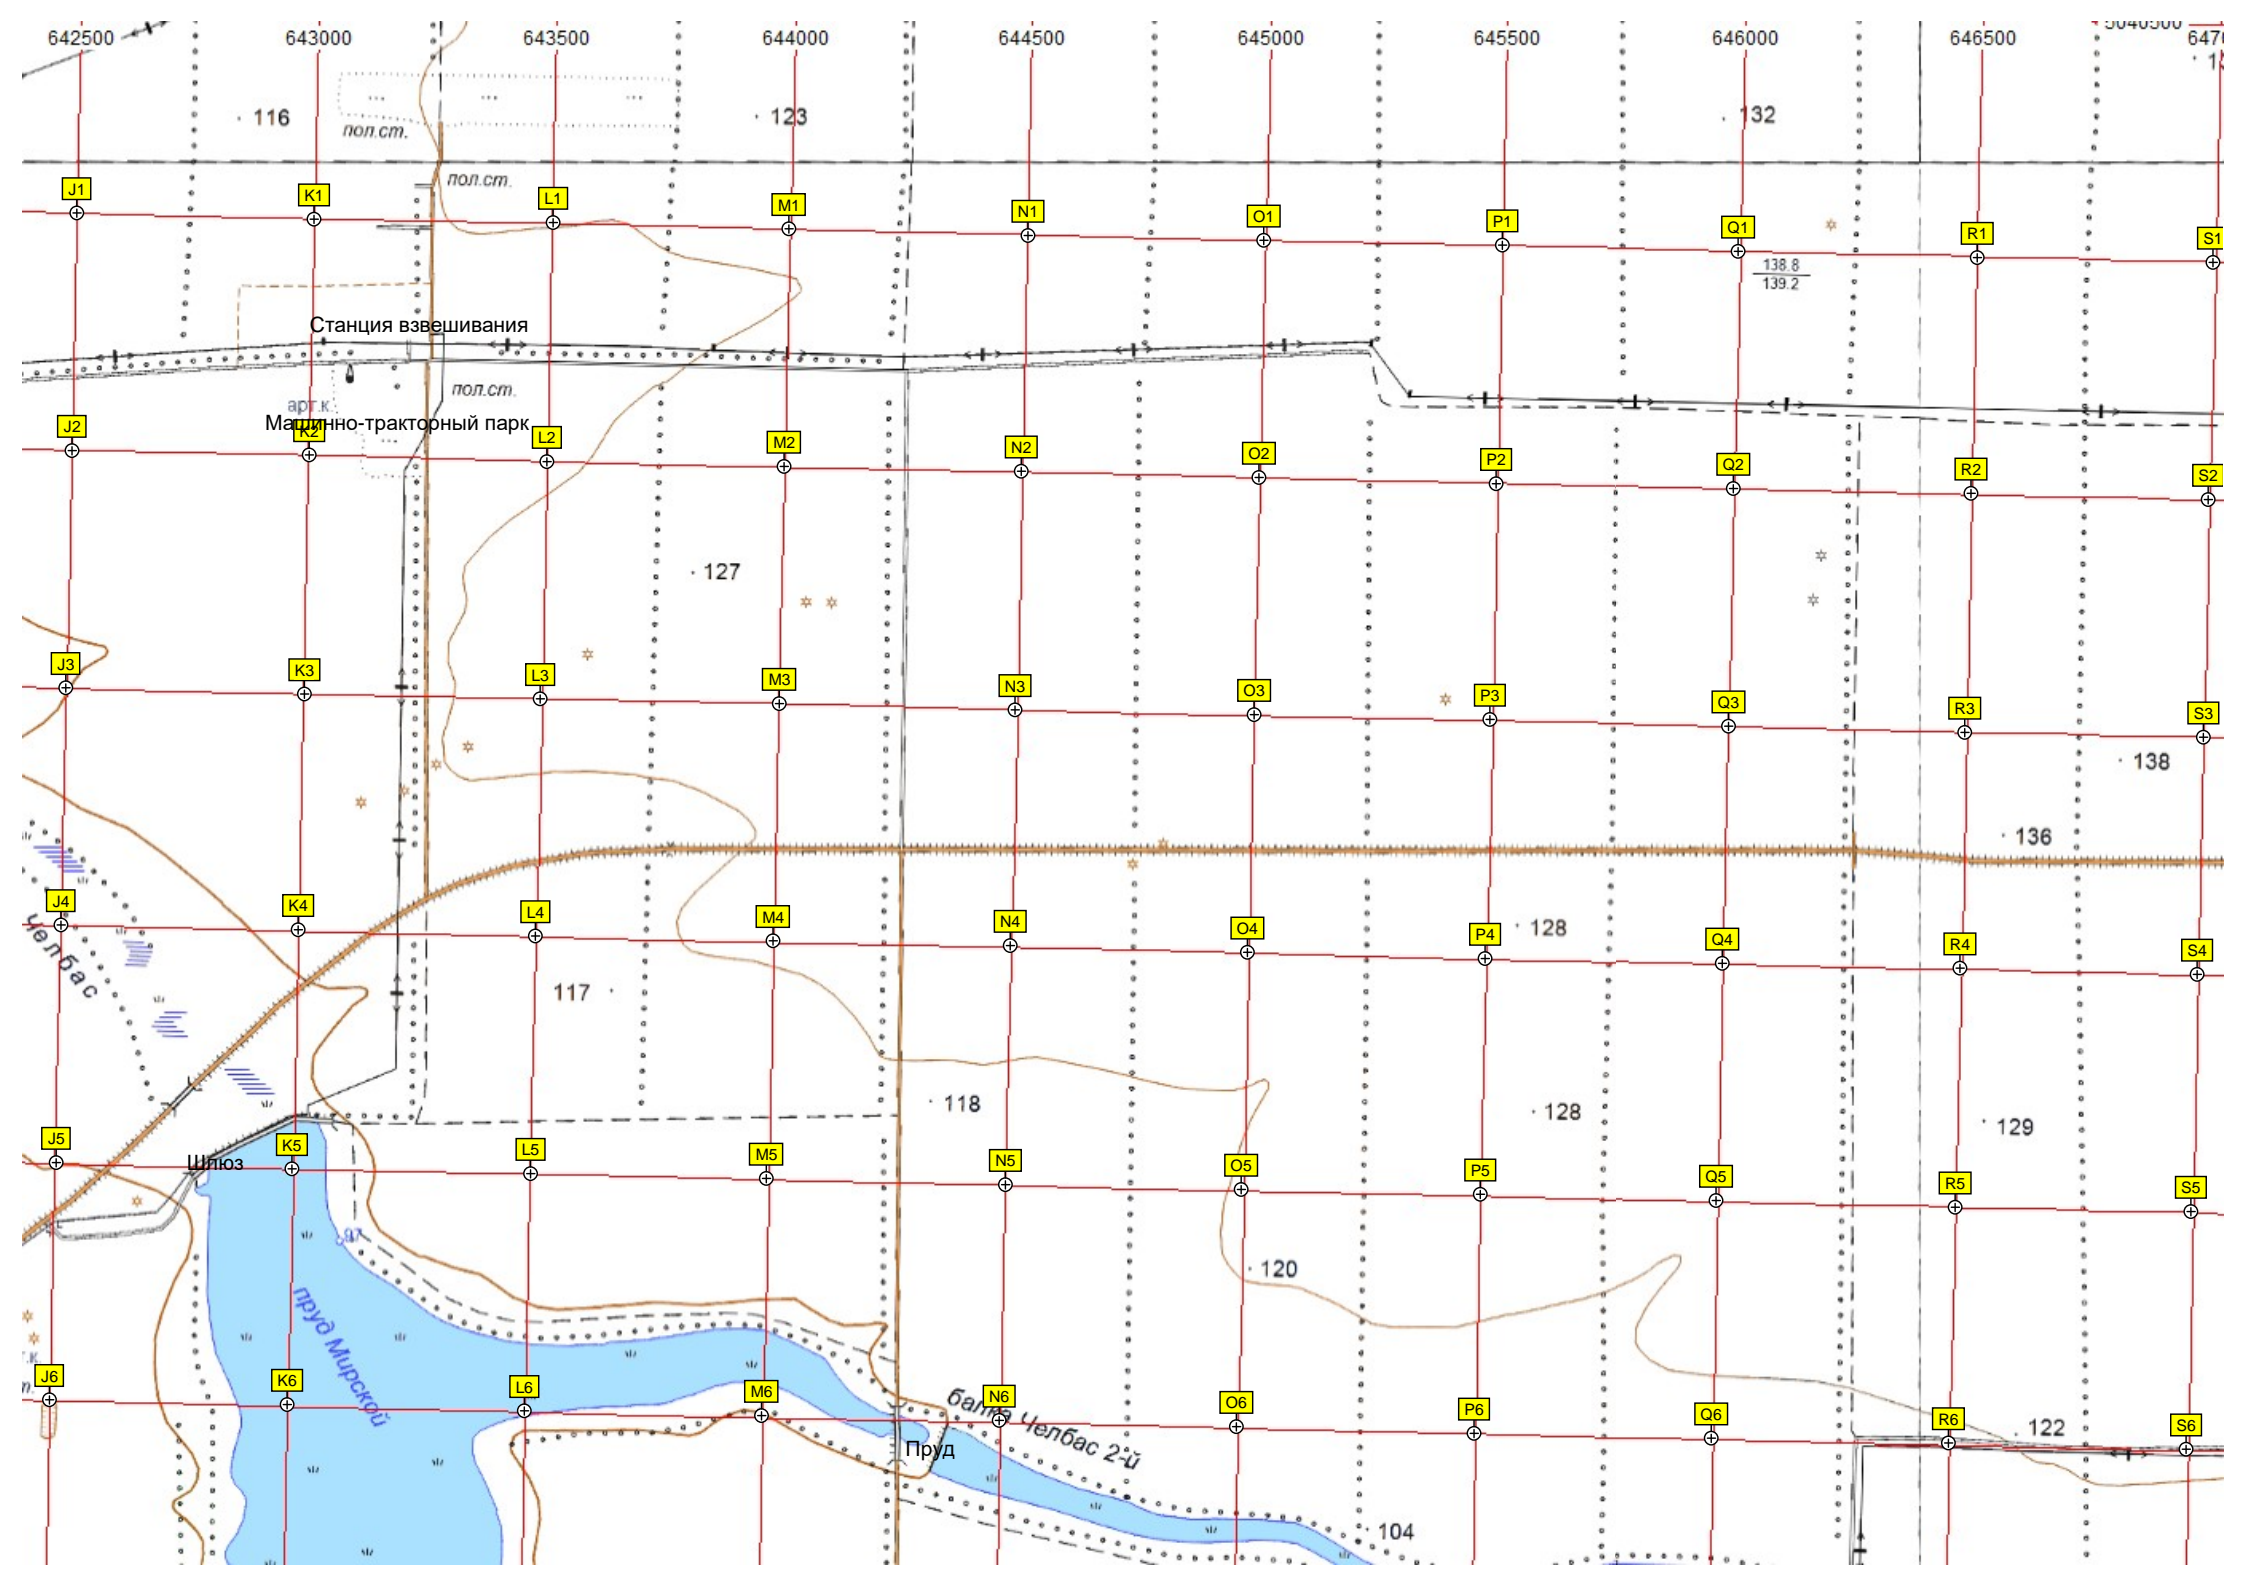 5040500
642500 643000 643500 644000 644500 645000 645500 646000 646500
116 123 132
пол.ст.
пол.ст.
J1 K1 L1 M1 N1 O1 P1 Q1 R1 S1
138.8
139.2
Станция взвешивания
пол.ст.
арт.к.
Машинно-тракторный парк
J2 K2 L2 M2 N2 O2 P2 Q2 R2 S2
127
J3 K3 L3 M3 N3 O3 P3 Q3 R3 S3
138
136
J4 K4 L4 M4 N4 O4 P4 Q4 R4 S4
128
Челбас
117
118 128 129
J5 K5 L5 M5 N5 O5 P5 Q5 R5 S5
Шлюз
120
пруд Мирской
J6 K6 L6 M6 N6 O6 P6 Q6 R6 S6
балка Челбас 2-й
122
Пруд
104